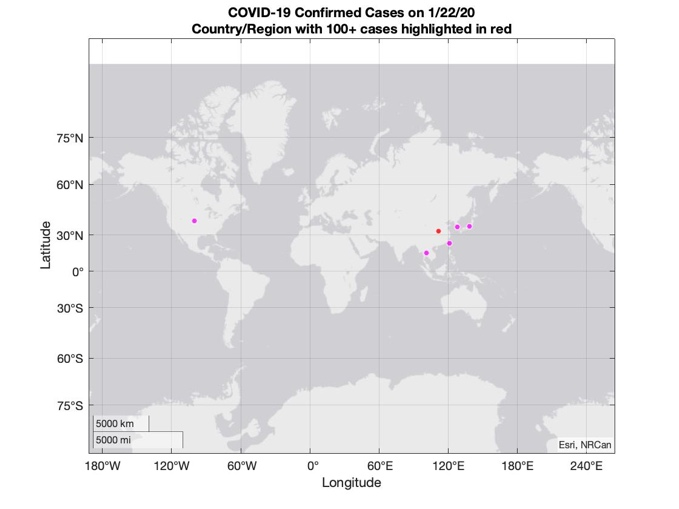 COVID-19 Confirmed Cases on 1/22/20
Country/Region with 100+ cases highlighted in red
75°N
60°N
30°N
0°
30°S
60°S
75°S
Latitude
5000 km
5000 mi
Esri, NRCan
180°W
120°W
60°W
0°
60°E
120°E
180°E
240°E
Longitude